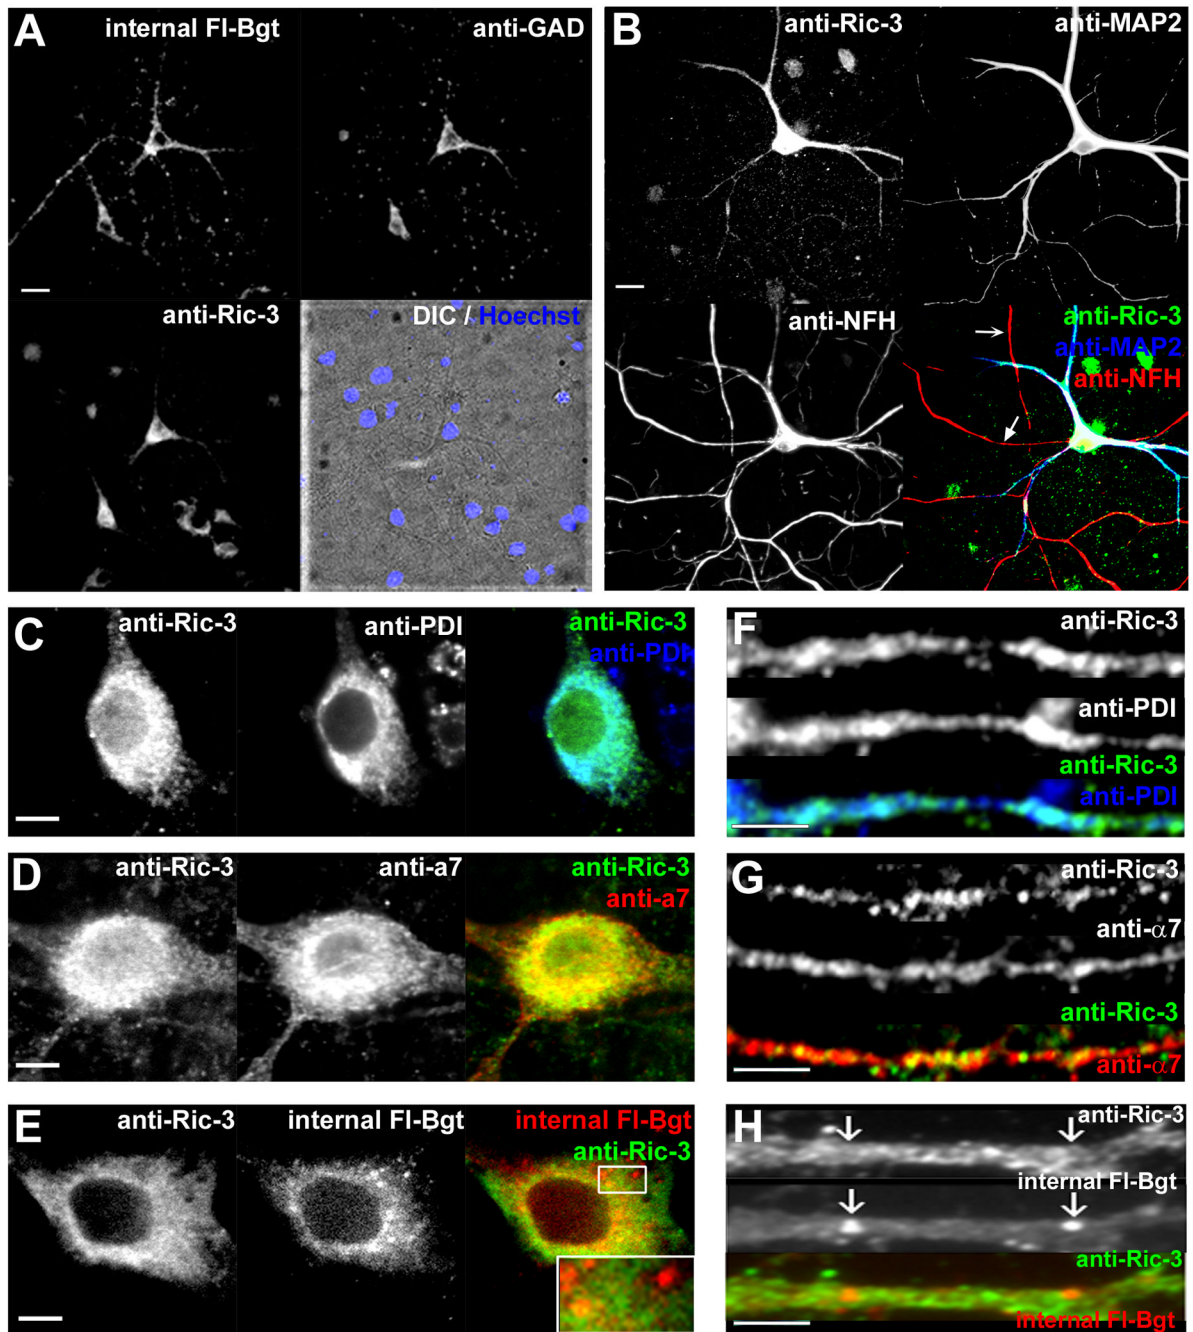 A
internal Fl-Bgt
anti-GAD
anti-Ric-3
DIC / Hoechst
B
anti-Ric-3
anti-MAP2
anti-NFH
anti-Ric-3
anti-MAP2
anti-NFH
C
anti-Ric-3
anti-PDI
anti-Ric-3
anti-PDI
D
anti-Ric-3
anti-a7
anti-Ric-3
anti-a7
E
anti-Ric-3
internal Fl-Bgt
internal Fl-Bgt
anti-Ric-3
F
anti-Ric-3
anti-PDI
anti-Ric-3
anti-PDI
G
anti-Ric-3
anti-α7
anti-Ric-3
anti-α7
H
anti-Ric-3
internal Fl-Bgt
anti-Ric-3
internal Fl-Bgt